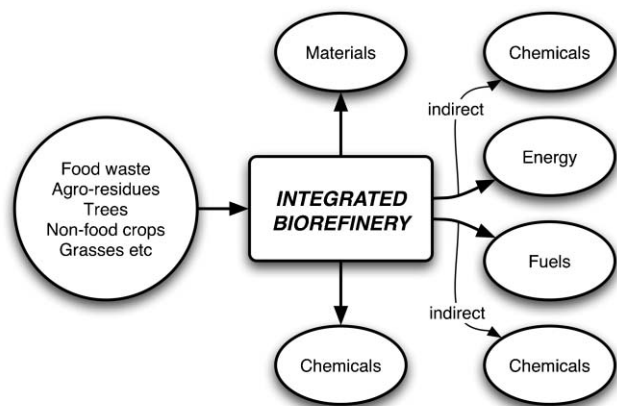 Materials
Chemicals
indirect
Food waste
Agro-residues
Trees
Non-food crops
Grasses etc
INTEGRATED
BIOREFINERY
Energy
Fuels
indirect
Chemicals
Chemicals